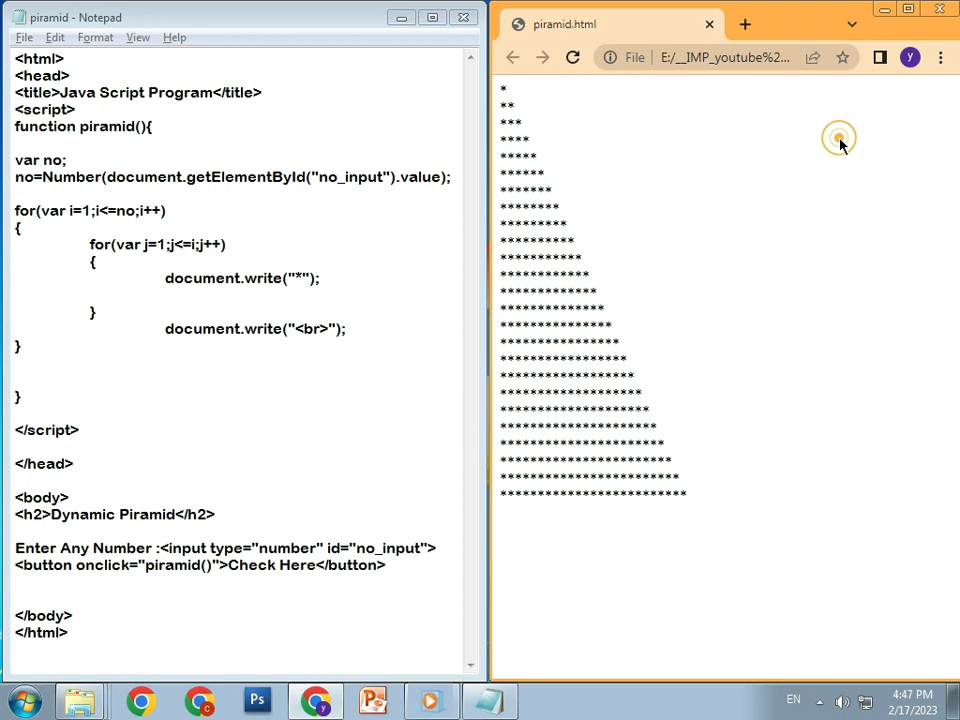 piramid - Notepad
File Edit Format View Help
<html>
<head>
<title>Java Script Program</title>
<script>
function piramid(){
var no;
no=Number(document.getElementById("no_input").value);
for(var i=1;i<=no;i++)
{
for(var j=1;j<=i;j++)
{
document.write("*");
}
document.write("<br>");
}
}
</script>
</head>
<body>
<h2>Dynamic Piramid</h2>
Enter Any Number :<input type="number" id="no_input">
<button onclick="piramid()">Check Here</button>
</body>
</html>
piramid.html
File E:/__IMP_youtube%2... y
*
**
***
****
*****
******
*******
********
*********
**********
***********
************
*************
**************
***************
****************
*****************
******************
*******************
********************
*********************
**********************
***********************
************************
*************************
C Ps y EN 4:47 PM
2/17/2023